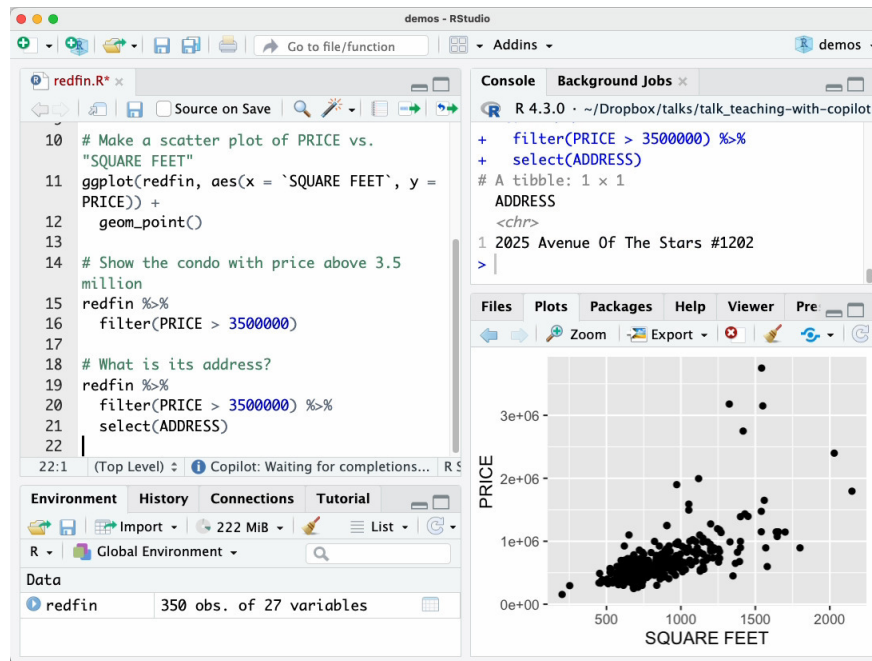 demos - RStudio
Go to file/function
Addins
demos
redfin.R*
Source on Save
10 # Make a scatter plot of PRICE vs.
"SQUARE FEET"
11 ggplot(redfin, aes(x = `SQUARE FEET`, y =
PRICE)) +
12 geom_point()
13
14 # Show the condo with price above 3.5
million
15 redfin %>%
16 filter(PRICE > 3500000)
17
18 # What is its address?
19 redfin %>%
20 filter(PRICE > 3500000) %>%
21 select(ADDRESS)
22
22:1 (Top Level) Copilot: Waiting for completions... R S
Environment History Connections Tutorial
Import 222 MiB List
R Global Environment
Data
redfin 350 obs. of 27 variables
Console Background Jobs
R 4.3.0 · ~/Dropbox/talks/talk_teaching-with-copilot
+ filter(PRICE > 3500000) %>%
+ select(ADDRESS)
# A tibble: 1 × 1
ADDRESS
<chr>
1 2025 Avenue Of The Stars #1202
>
Files Plots Packages Help Viewer Pre
Zoom Export
PRICE
3e+06
2e+06
1e+06
0e+00
500 1000 1500 2000
SQUARE FEET